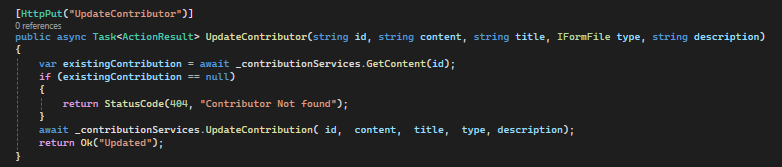 [HttpPut("UpdateContributor")]
0 references
public async Task<ActionResult> UpdateContributor(string id, string content, string title, IFormFile type, string description)
{
    var existingContribution = await _contributionServices.GetContent(id);
    if (existingContribution == null)
    {
        return StatusCode(404, "Contributor Not found");
    }
    await _contributionServices.UpdateContribution( id,  content,  title,  type, description);
    return Ok("Updated");
}